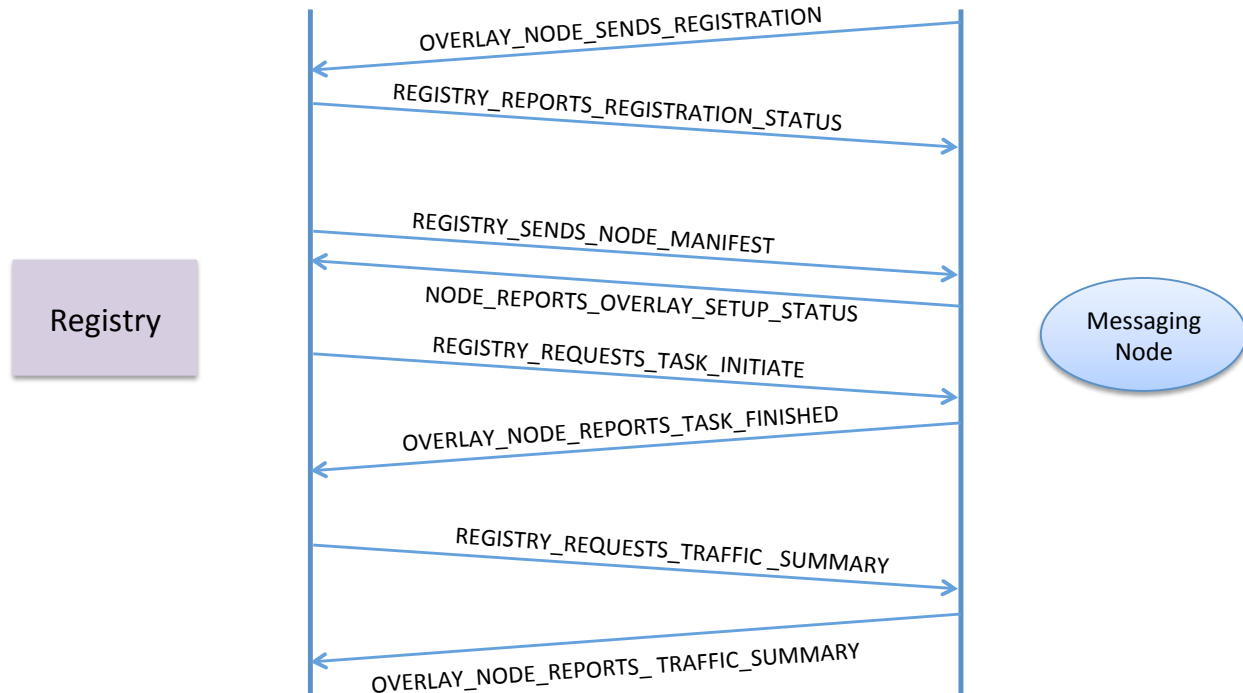 OVERLAY_NODE_SENDS_REGISTRATION
REGISTRY_REPORTS_REGISTRATION_STATUS
REGISTRY_SENDS_NODE_MANIFEST
NODE_REPORTS_OVERLAY_SETUP_STATUS
Registry
Messaging
Node
REGISTRY_REQUESTS_TASK_INITIATE
OVERLAY_NODE_REPORTS_TASK_FINISHED
REGISTRY_REQUESTS_TRAFFIC _SUMMARY
OVERLAY_NODE_REPORTS_ TRAFFIC_SUMMARY